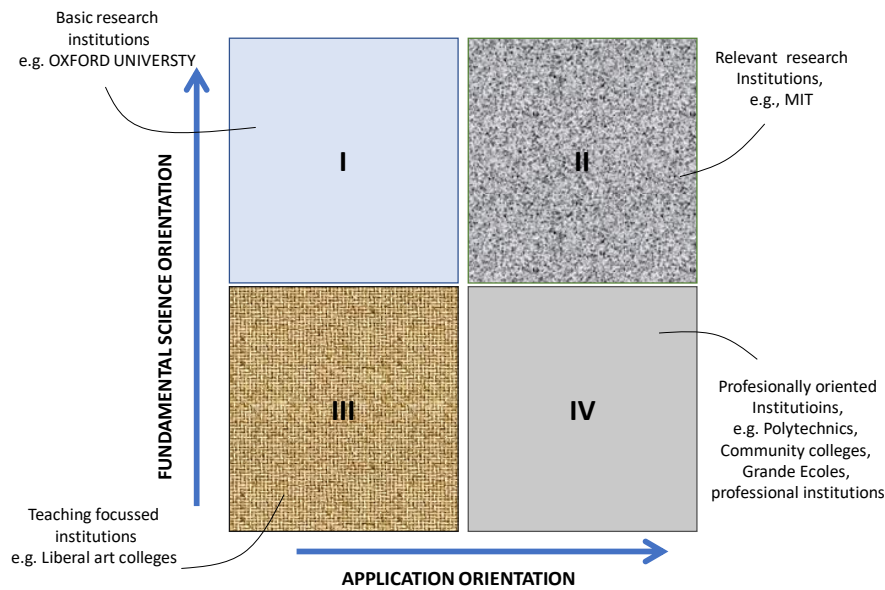 Basic research
institutions
e.g. OXFORD UNIVERSTY
Relevant research
Institutions,
e.g., MIT
I
II
FUNDAMENTAL SCIENCE ORIENTATION
III
IV
Profesionally oriented
Institutioins,
e.g. Polytechnics,
Community colleges,
Grande Ecoles,
professional institutions
Teaching focussed
institutions
e.g. Liberal art colleges
APPLICATION ORIENTATION